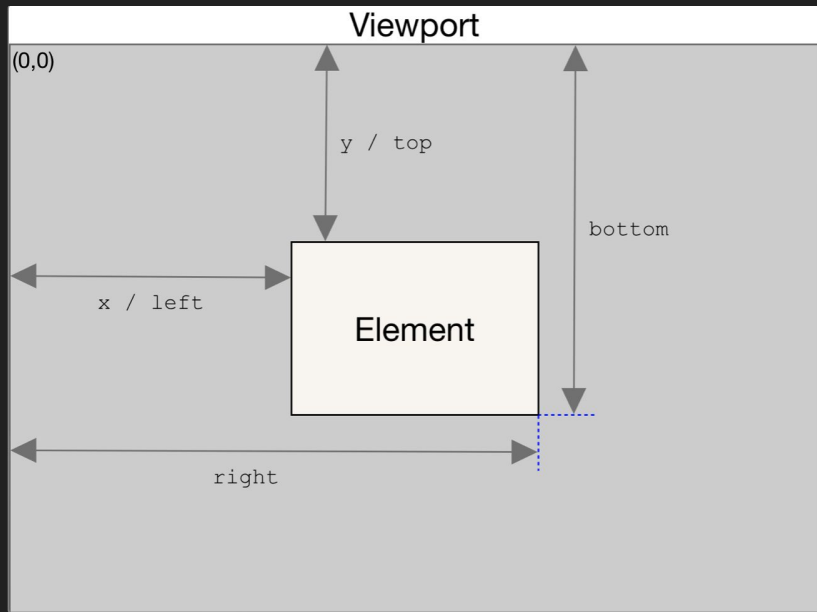 Viewport
(0,0)
y / top
bottom
x / left
Element
right